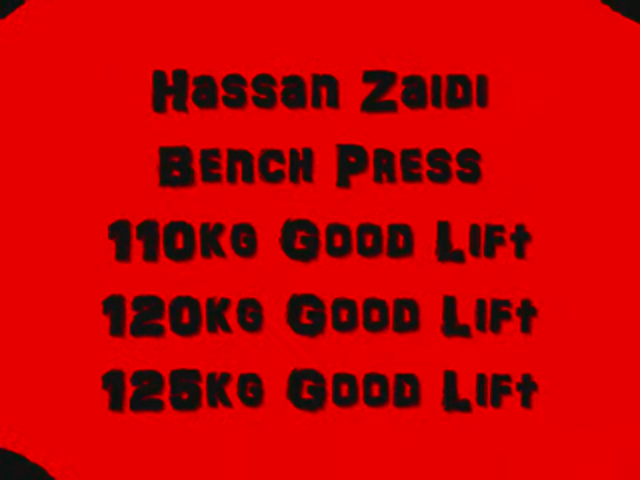 Hassan Zaidi
Bench Press
110kg Good Lift
120kg Good Lift
125kg Good Lift